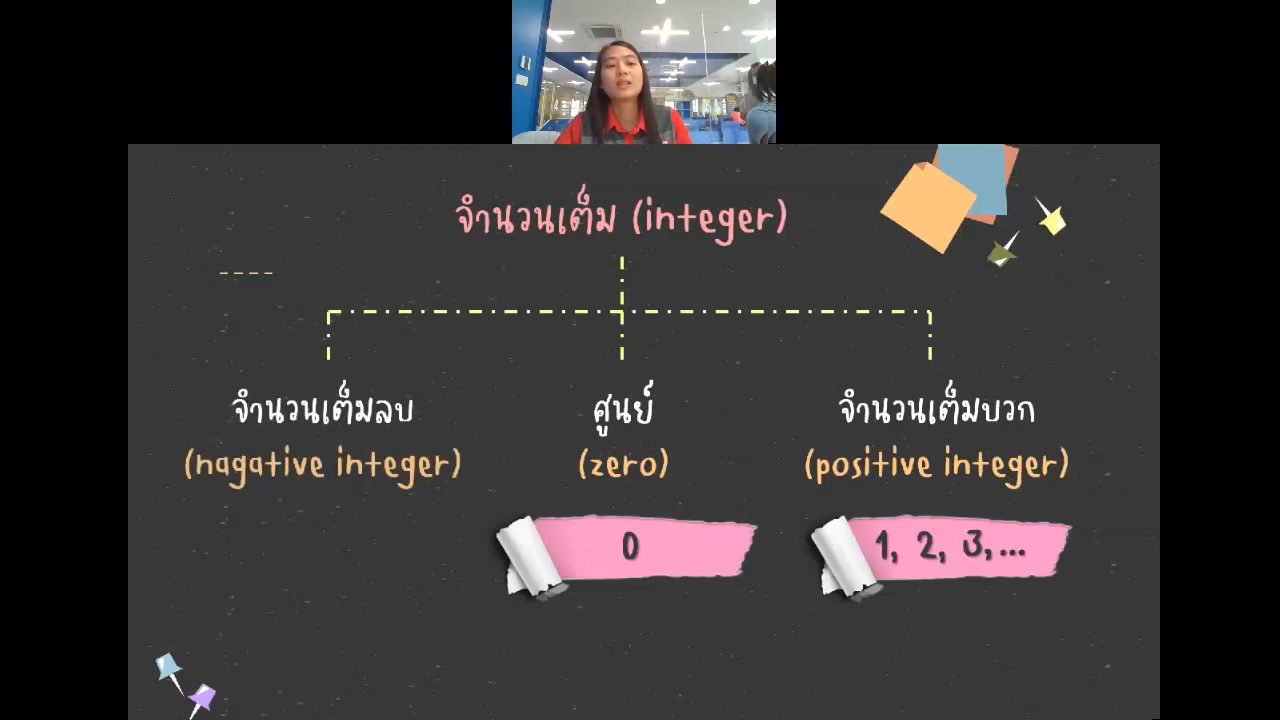 จำนวนเต็ม (integer)
จำนวนเต็มลบ
(nagative integer)
ศูนย์
(zero)
0
จำนวนเต็มบวก
(positive integer)
1, 2, 3,...